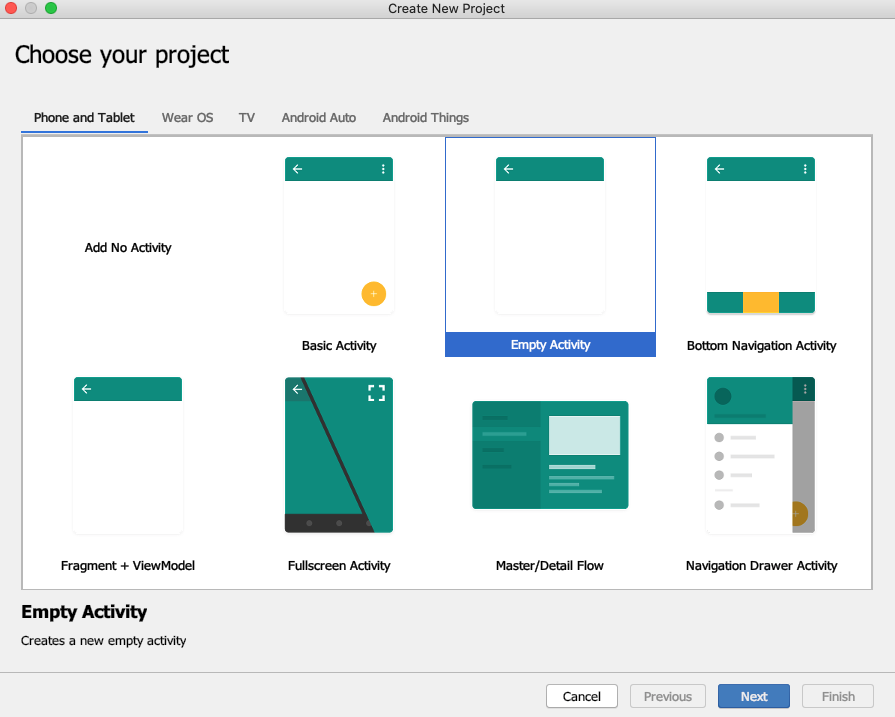 Create New Project
Choose your project
Phone and Tablet Wear OS TV Android Auto Android Things
Add No Activity
Basic Activity
Empty Activity
Bottom Navigation Activity
Fragment + ViewModel
Fullscreen Activity
Master/Detail Flow
Navigation Drawer Activity
Empty Activity
Creates a new empty activity
Cancel Previous Next Finish